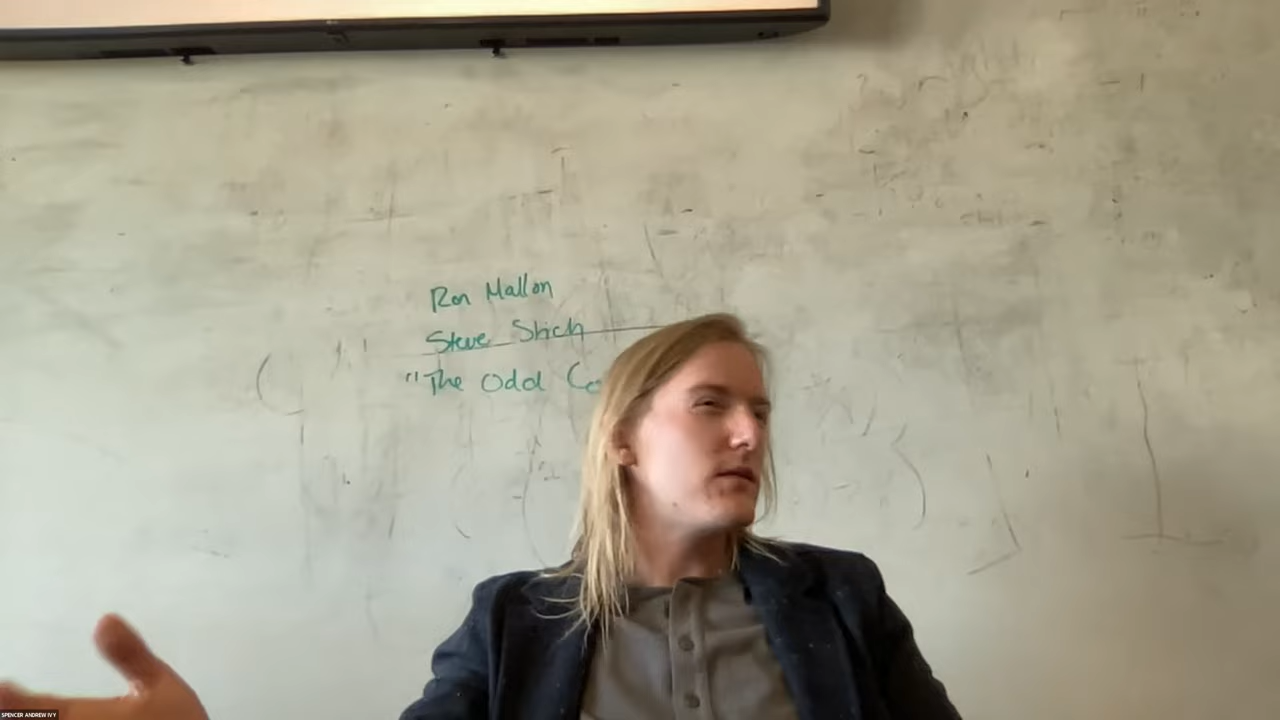 Ron Mallon
Steve Stich
"The Odd Co
SPENCER ANDREW IVY